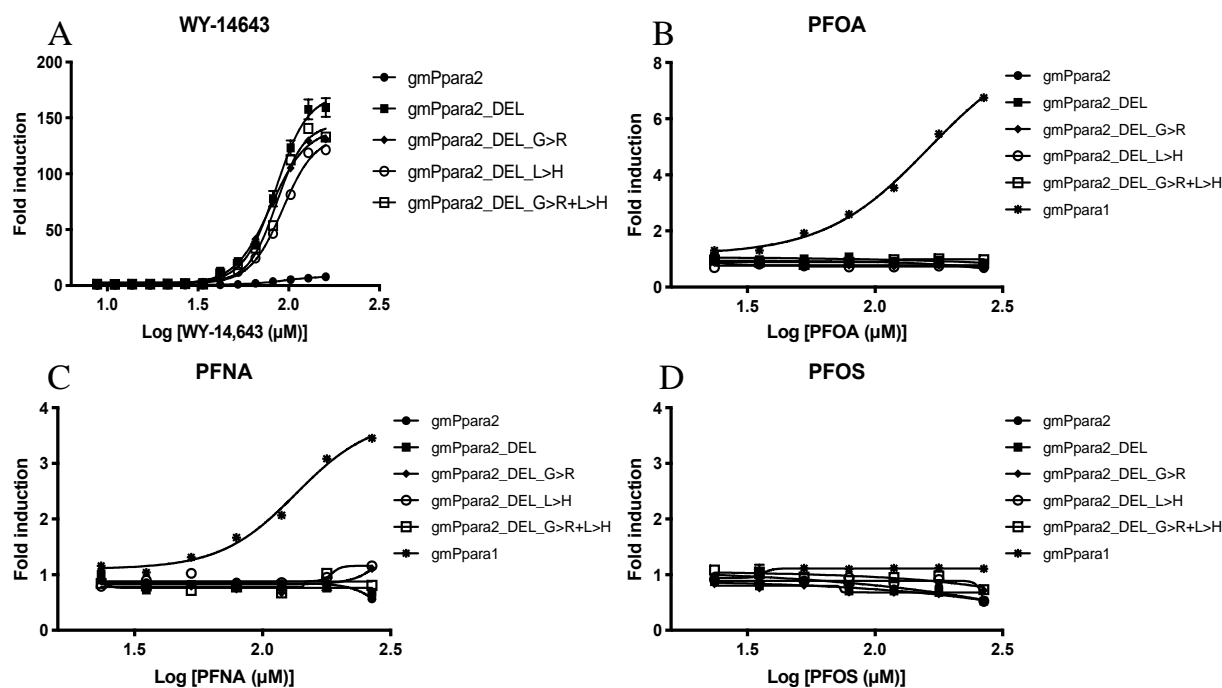 A
WY-14643
Fold induction
200
150
100
50
0
1.0
1.5
2.0
2.5
Log [WY-14,643 (µM)]
gmPpara2
gmPpara2_DEL
gmPpara2_DEL_G>R
gmPpara2_DEL_L>H
gmPpara2_DEL_G>R+L>H
B
PFOA
Fold induction
8
6
4
2
0
1.5
2.0
2.5
Log [PFOA (µM)]
gmPpara2
gmPpara2_DEL
gmPpara2_DEL_G>R
gmPpara2_DEL_L>H
gmPpara2_DEL_G>R+L>H
gmPpara1
C
PFNA
Fold induction
4
3
2
1
0
1.5
2.0
2.5
Log [PFNA (µM)]
gmPpara2
gmPpara2_DEL
gmPpara2_DEL_G>R
gmPpara2_DEL_L>H
gmPpara2_DEL_G>R+L>H
gmPpara1
D
PFOS
Fold induction
4
3
2
1
0
1.5
2.0
2.5
Log [PFOS (µM)]
gmPpara2
gmPpara2_DEL
gmPpara2_DEL_G>R
gmPpara2_DEL_L>H
gmPpara2_DEL_G>R+L>H
gmPpara1